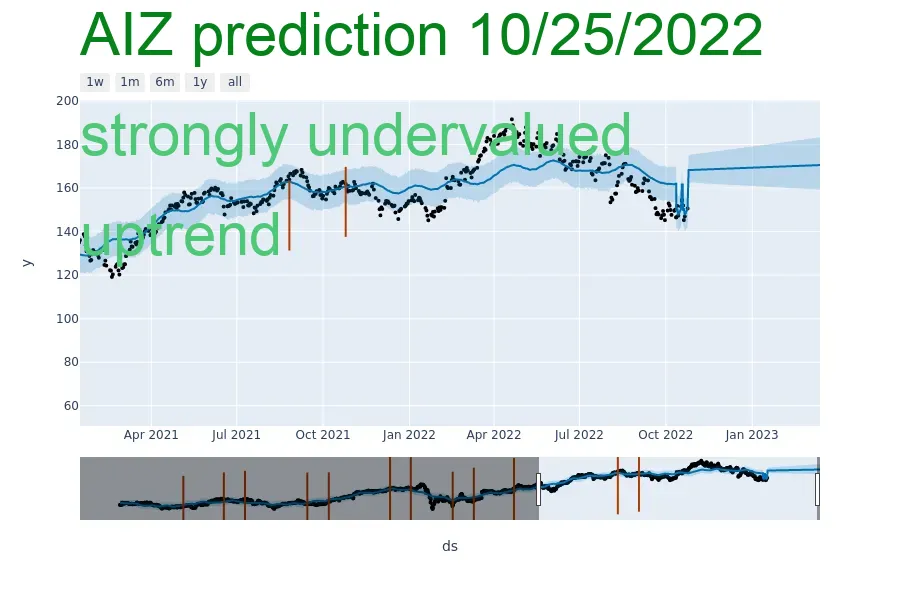 AIZ prediction 10/25/2022
1w 1m 6m 1y all
200
strongly undervalued
180
160
140
uptrend
y
120
100
80
60
Apr 2021 Jul 2021 Oct 2021 Jan 2022 Apr 2022 Jul 2022 Oct 2022 Jan 2023
ds